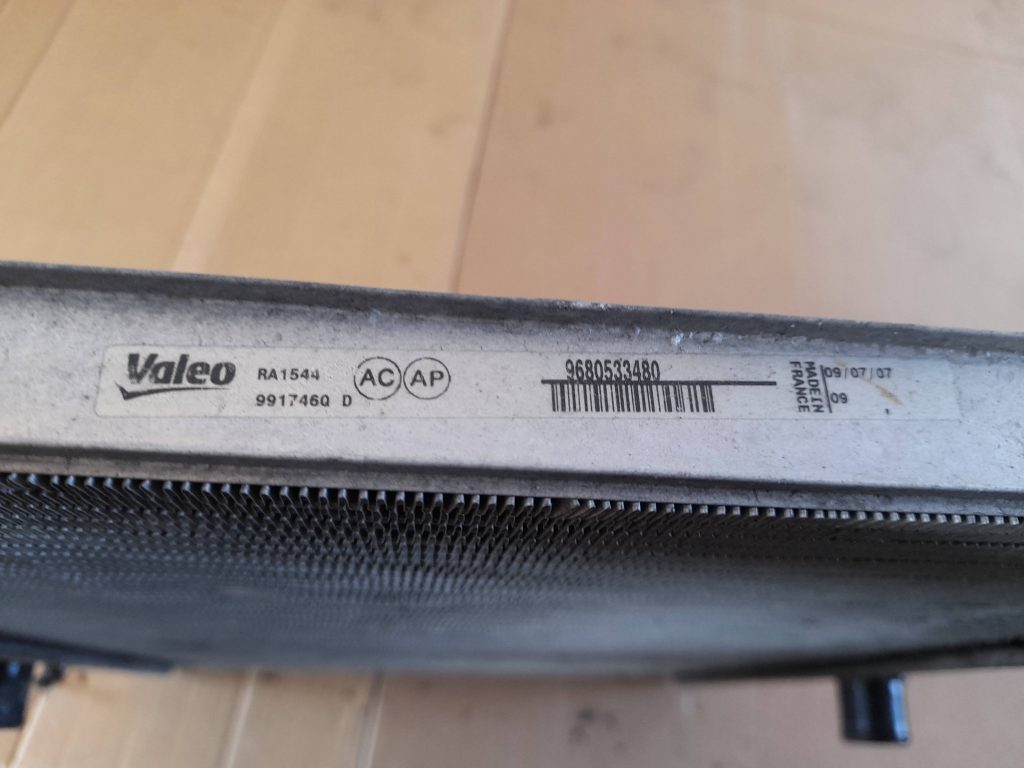 Valeo
RA1544
991746Q D
AC AP
9680533480
MADE IN
FRANCE
09/07/07
09